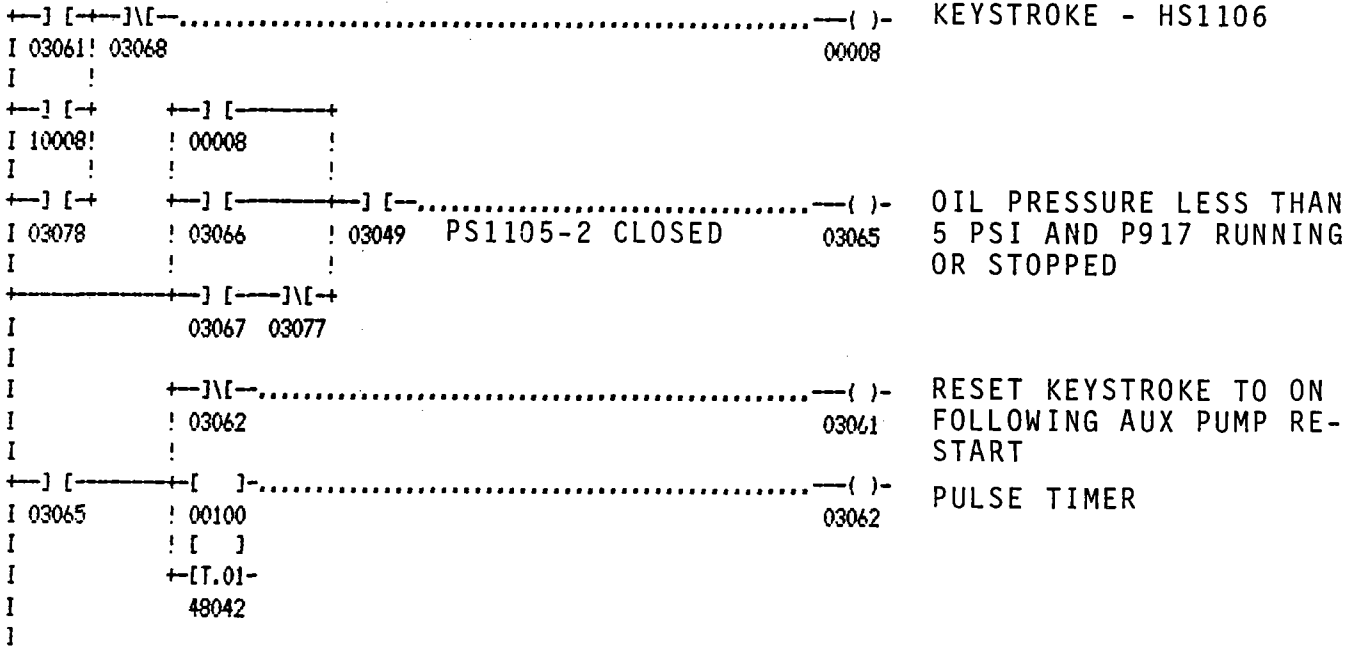 +—] [—+—]\[—..........................................—( )- KEYSTROKE - HS1106
I 03061! 03068 00008
I !
+—] [—+ +—] [————+
I 10008! ! 00008 !
I ! ! !
+—] [—+ +—] [————+—] [—..............................—( )- OIL PRESSURE LESS THAN
I 03078 ! 03066 ! 03049 PS1105-2 CLOSED 03065 5 PSI AND P917 RUNNING
I ! ! OR STOPPED
+——————+—] [——]\[—+
I 03067 03077
I
I +—]\[—..........................................—( )- RESET KEYSTROKE TO ON
I ! 03062 03061 FOLLOWING AUX PUMP RE-
I ! START
+—] [————+—[ ]-..........................................—( )- PULSE TIMER
I 03065 ! 00100 03062
I ! [ ]
I +—[T.01-
I 48042
]